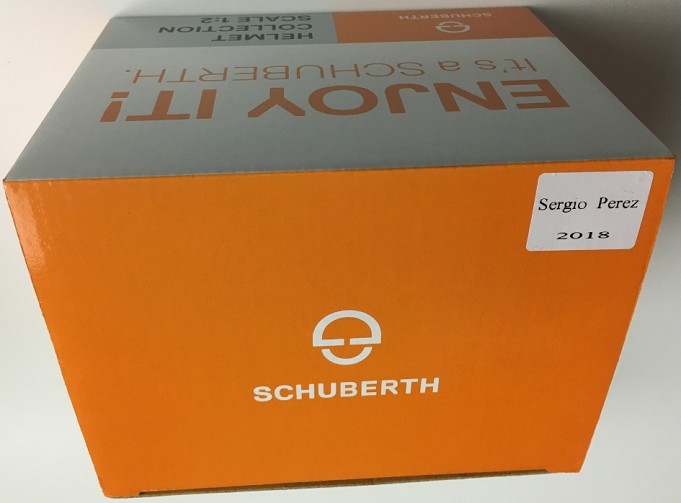 SCHUBERTH
HELMET
COLLECTION
SCALE 1:2
ENJOY IT!
It's a SCHUBERTH.
Sergio Perez
2018
SCHUBERTH